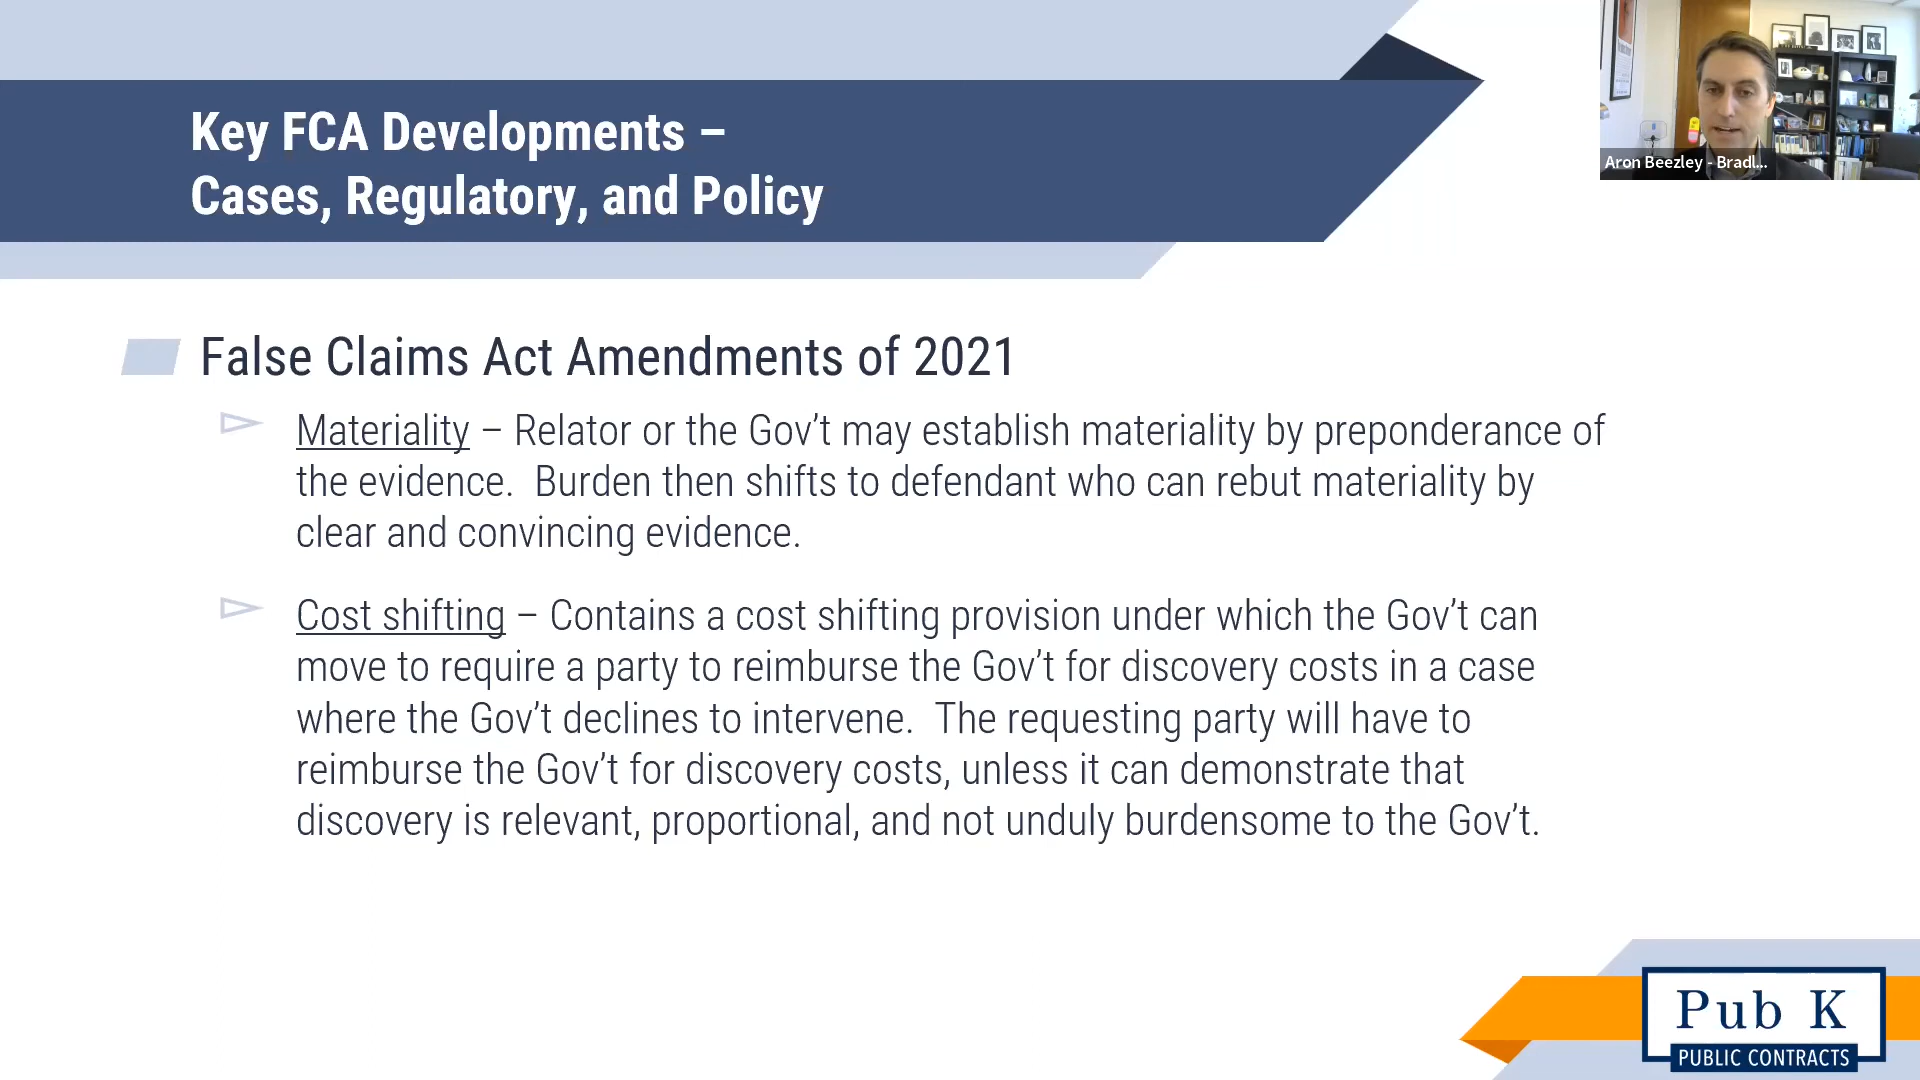 Key FCA Developments –
Cases, Regulatory, and Policy
Aron Beezley - Bradl...
False Claims Act Amendments of 2021
Materiality – Relator or the Gov’t may establish materiality by preponderance of
the evidence.  Burden then shifts to defendant who can rebut materiality by
clear and convincing evidence.
Cost shifting – Contains a cost shifting provision under which the Gov’t can
move to require a party to reimburse the Gov’t for discovery costs in a case
where the Gov’t declines to intervene.  The requesting party will have to
reimburse the Gov’t for discovery costs, unless it can demonstrate that
discovery is relevant, proportional, and not unduly burdensome to the Gov’t.
Pub K
PUBLIC CONTRACTS